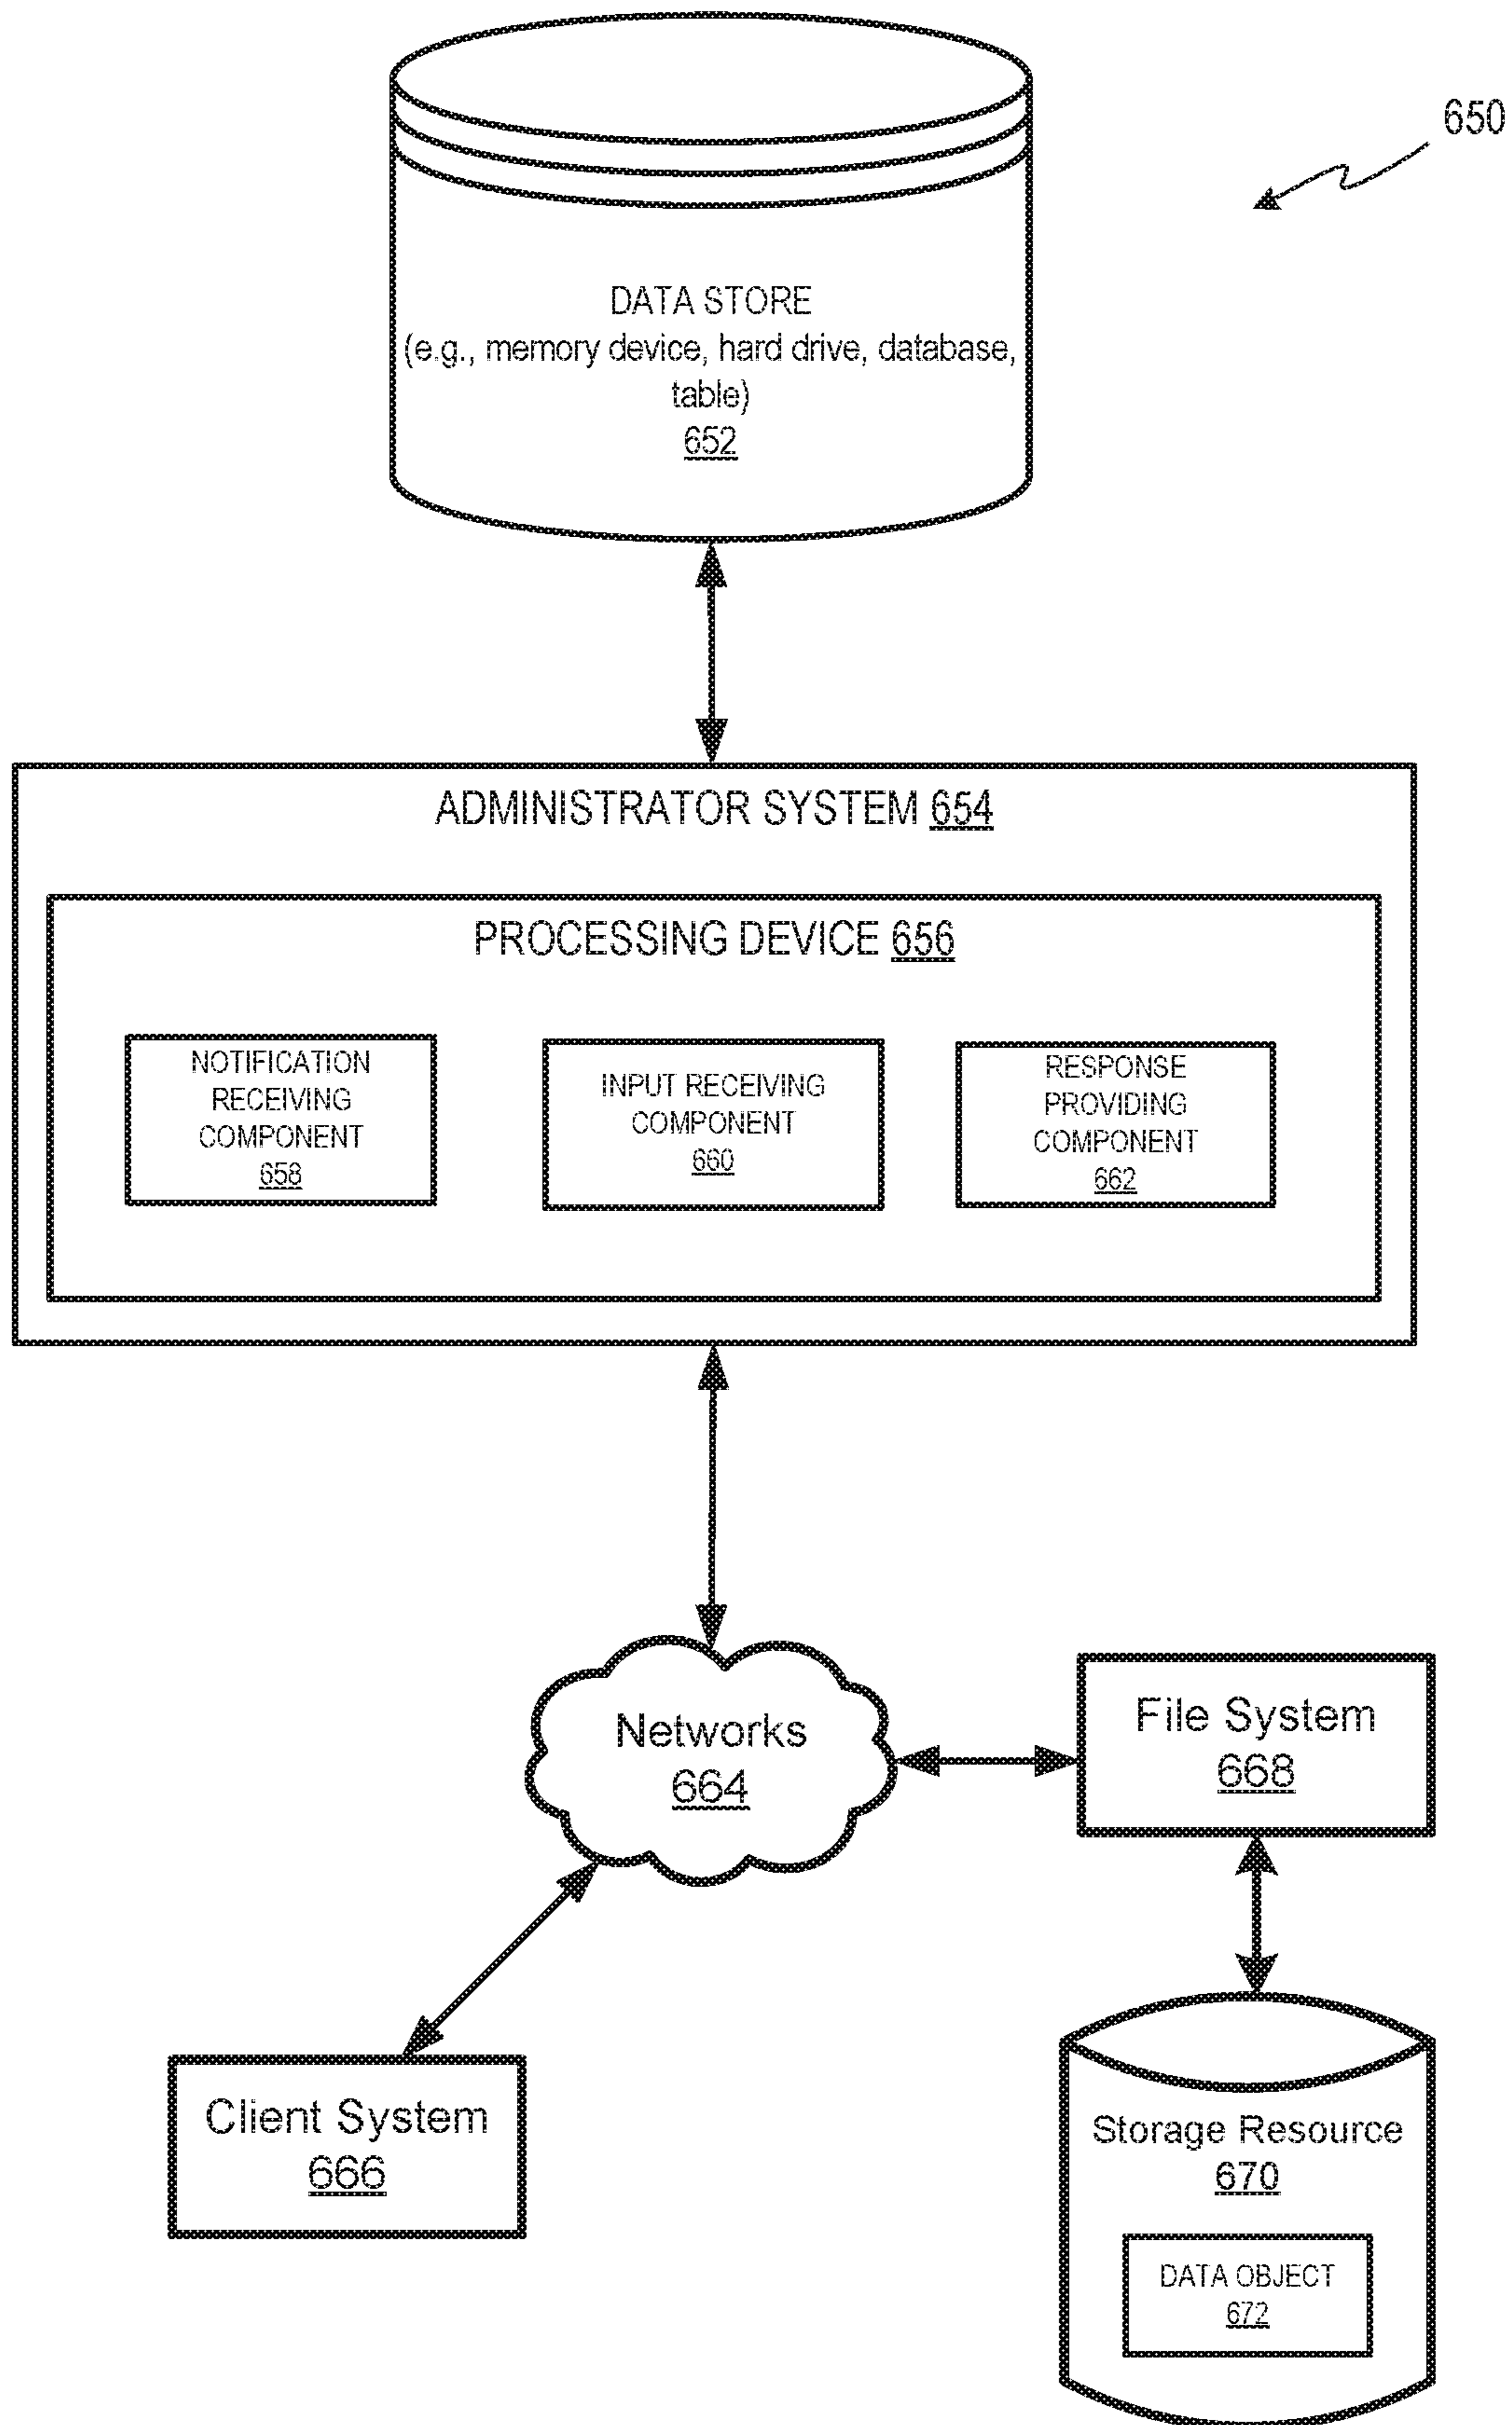 650
DATA STORE
(e.g., memory device, hard drive, database,
table)
652
ADMINISTRATOR SYSTEM 654
PROCESSING DEVICE 656
NOTIFICATION
RECEIVING
COMPONENT
658
INPUT RECEIVING
COMPONENT
660
RESPONSE
PROVIDING
COMPONENT
662
Networks
664
File System
668
Client System
666
Storage Resource
670
DATA OBJECT
672